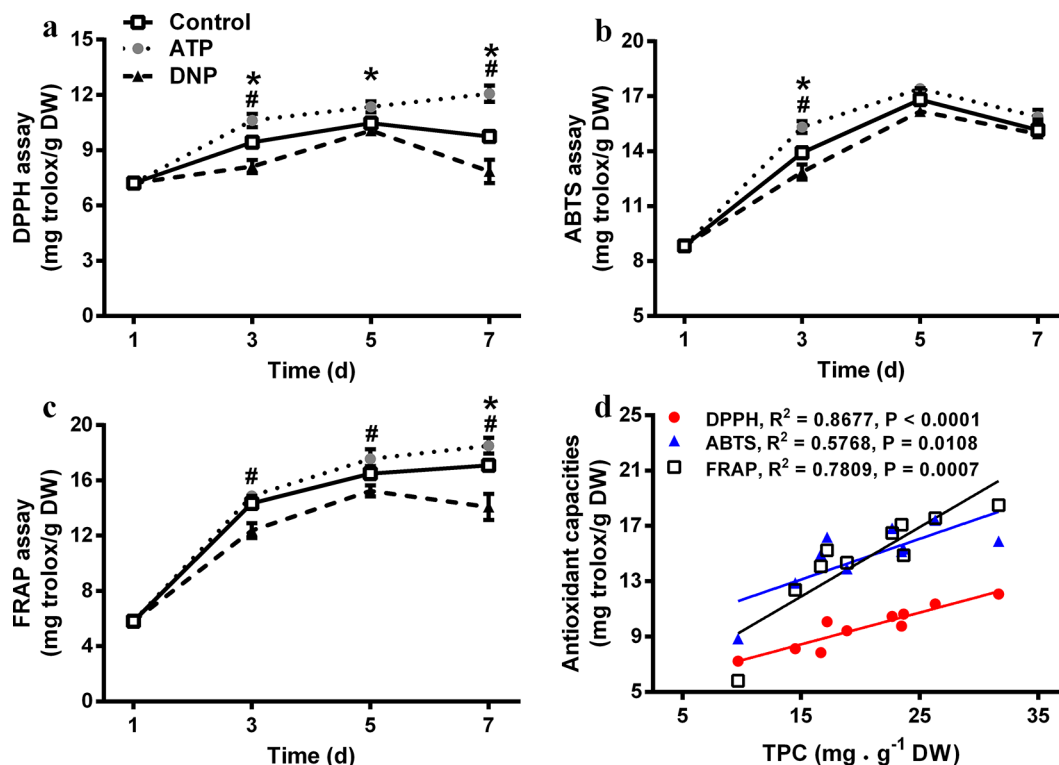 a
Control
ATP
DNP
*
#
*
*
#
15
12
9
6
3
0
DPPH assay
(mg trolox/g DW)
1 3 5 7
Time (d)
b
*
#
20
17
14
11
8
5
ABTS assay
(mg trolox/g DW)
1 3 5 7
Time (d)
c
#
#
*
#
20
16
12
8
4
0
FRAP assay
(mg trolox/g DW)
1 3 5 7
Time (d)
d
DPPH, R² = 0.8677, P < 0.0001
ABTS, R² = 0.5768, P = 0.0108
FRAP, R² = 0.7809, P = 0.0007
25
21
17
13
9
5
Antioxidant capacities
(mg trolox/g DW)
5 15 25 35
TPC (mg · g⁻¹ DW)